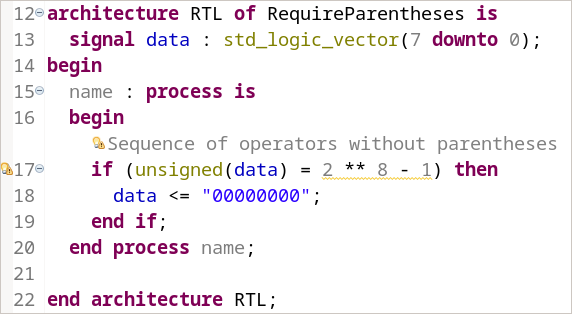 12 architecture RTL of RequireParentheses is
13   signal data : std_logic_vector(7 downto 0);
14 begin
15   name : process is
16   begin
Sequence of operators without parentheses
17     if (unsigned(data) = 2 ** 8 - 1) then
18       data <= "00000000";
19     end if;
20   end process name;
21
22 end architecture RTL;